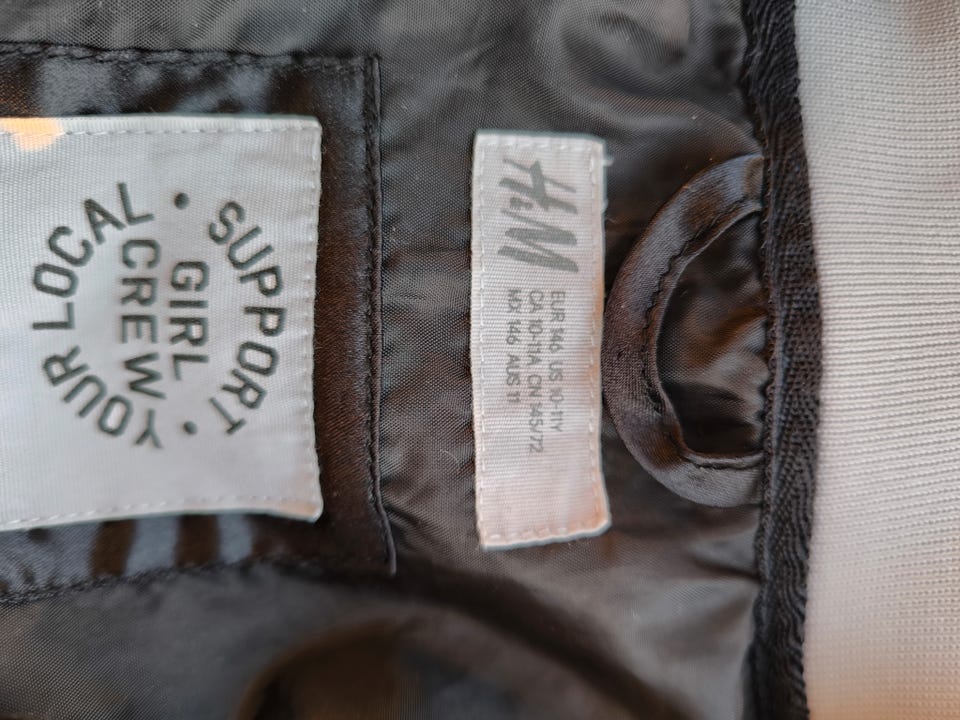 • SUPPORT •
YOUR LOCAL
GIRL
CREW
H&M
EUR 146 US 10-11Y
CA 10-11A CN 145/72
MX 146 AUS 11